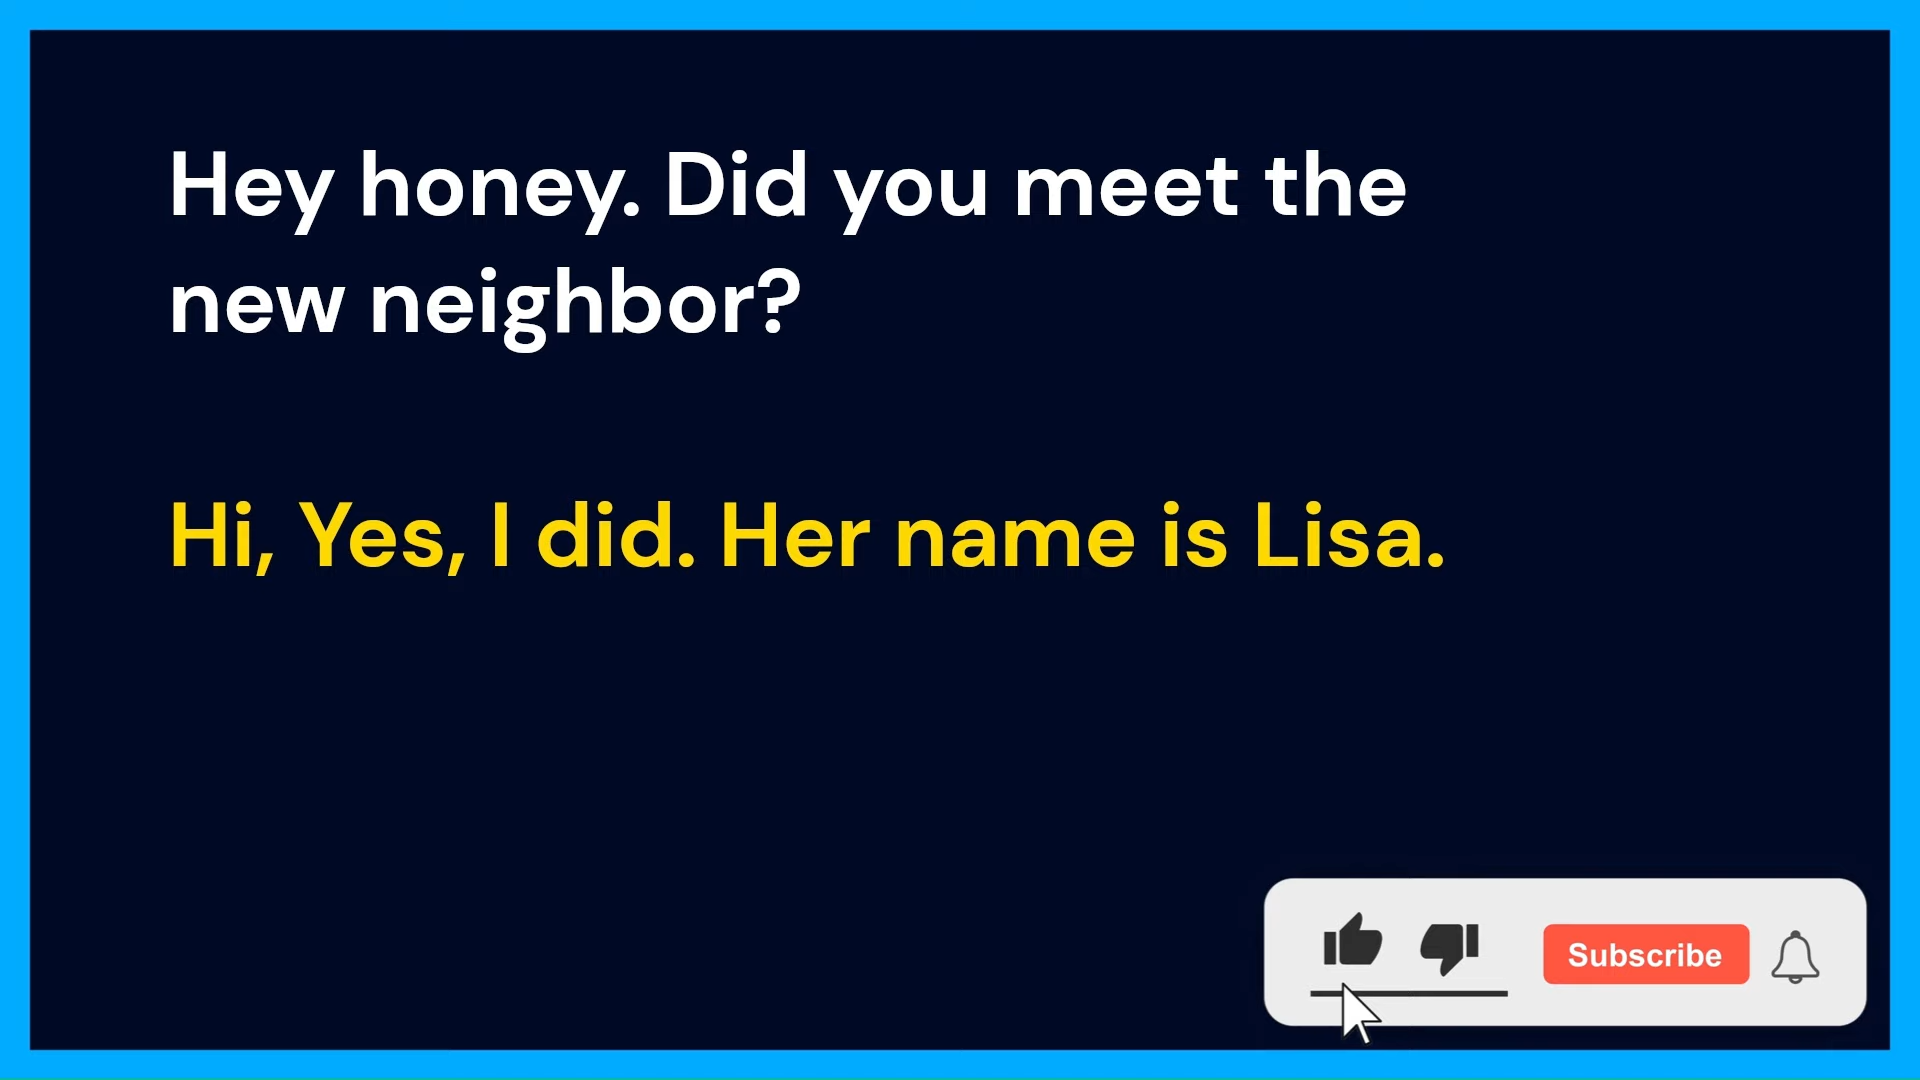 Hey honey. Did you meet the
new neighbor?
Hi, Yes, I did. Her name is Lisa.
Subscribe